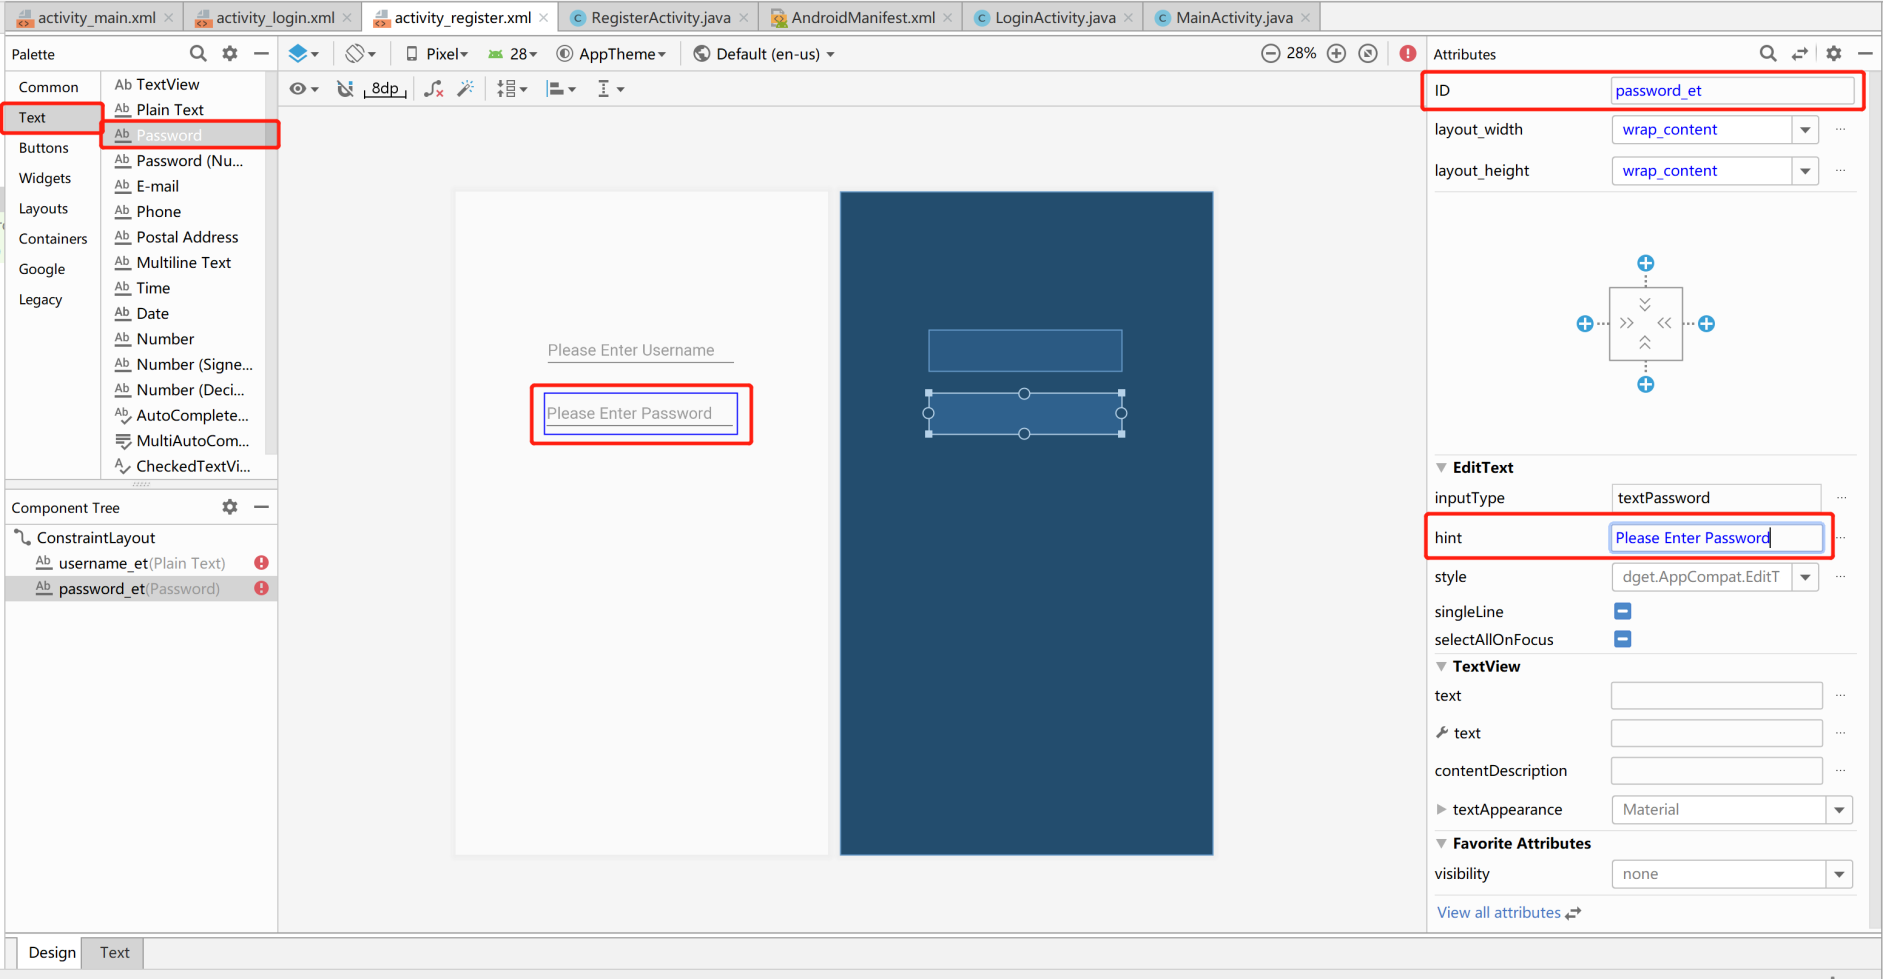 activity_main.xml
activity_login.xml
activity_register.xml
RegisterActivity.java
AndroidManifest.xml
LoginActivity.java
MainActivity.java
Palette
Common
Text
Buttons
Widgets
Layouts
Containers
Google
Legacy
Ab TextView
Ab Plain Text
Ab Password
Ab Password (Nu...
Ab E-mail
Ab Phone
Ab Postal Address
Ab Multiline Text
Ab Time
Ab Date
Ab Number
Ab Number (Signe...
Ab Number (Deci...
Ab AutoComplete...
MultiAutoCom...
A CheckedTextVi...
Component Tree
ConstraintLayout
Ab username_et(Plain Text)
Ab password_et(Password)
Pixel
28
AppTheme
Default (en-us)
28%
8dp
Please Enter Username
Please Enter Password
Attributes
ID password_et
layout_width wrap_content
layout_height wrap_content
EditText
inputType textPassword
hint Please Enter Password
style dget.AppCompat.EditT
singleLine
selectAllOnFocus
TextView
text
text
contentDescription
textAppearance Material
Favorite Attributes
visibility none
View all attributes
Design
Text